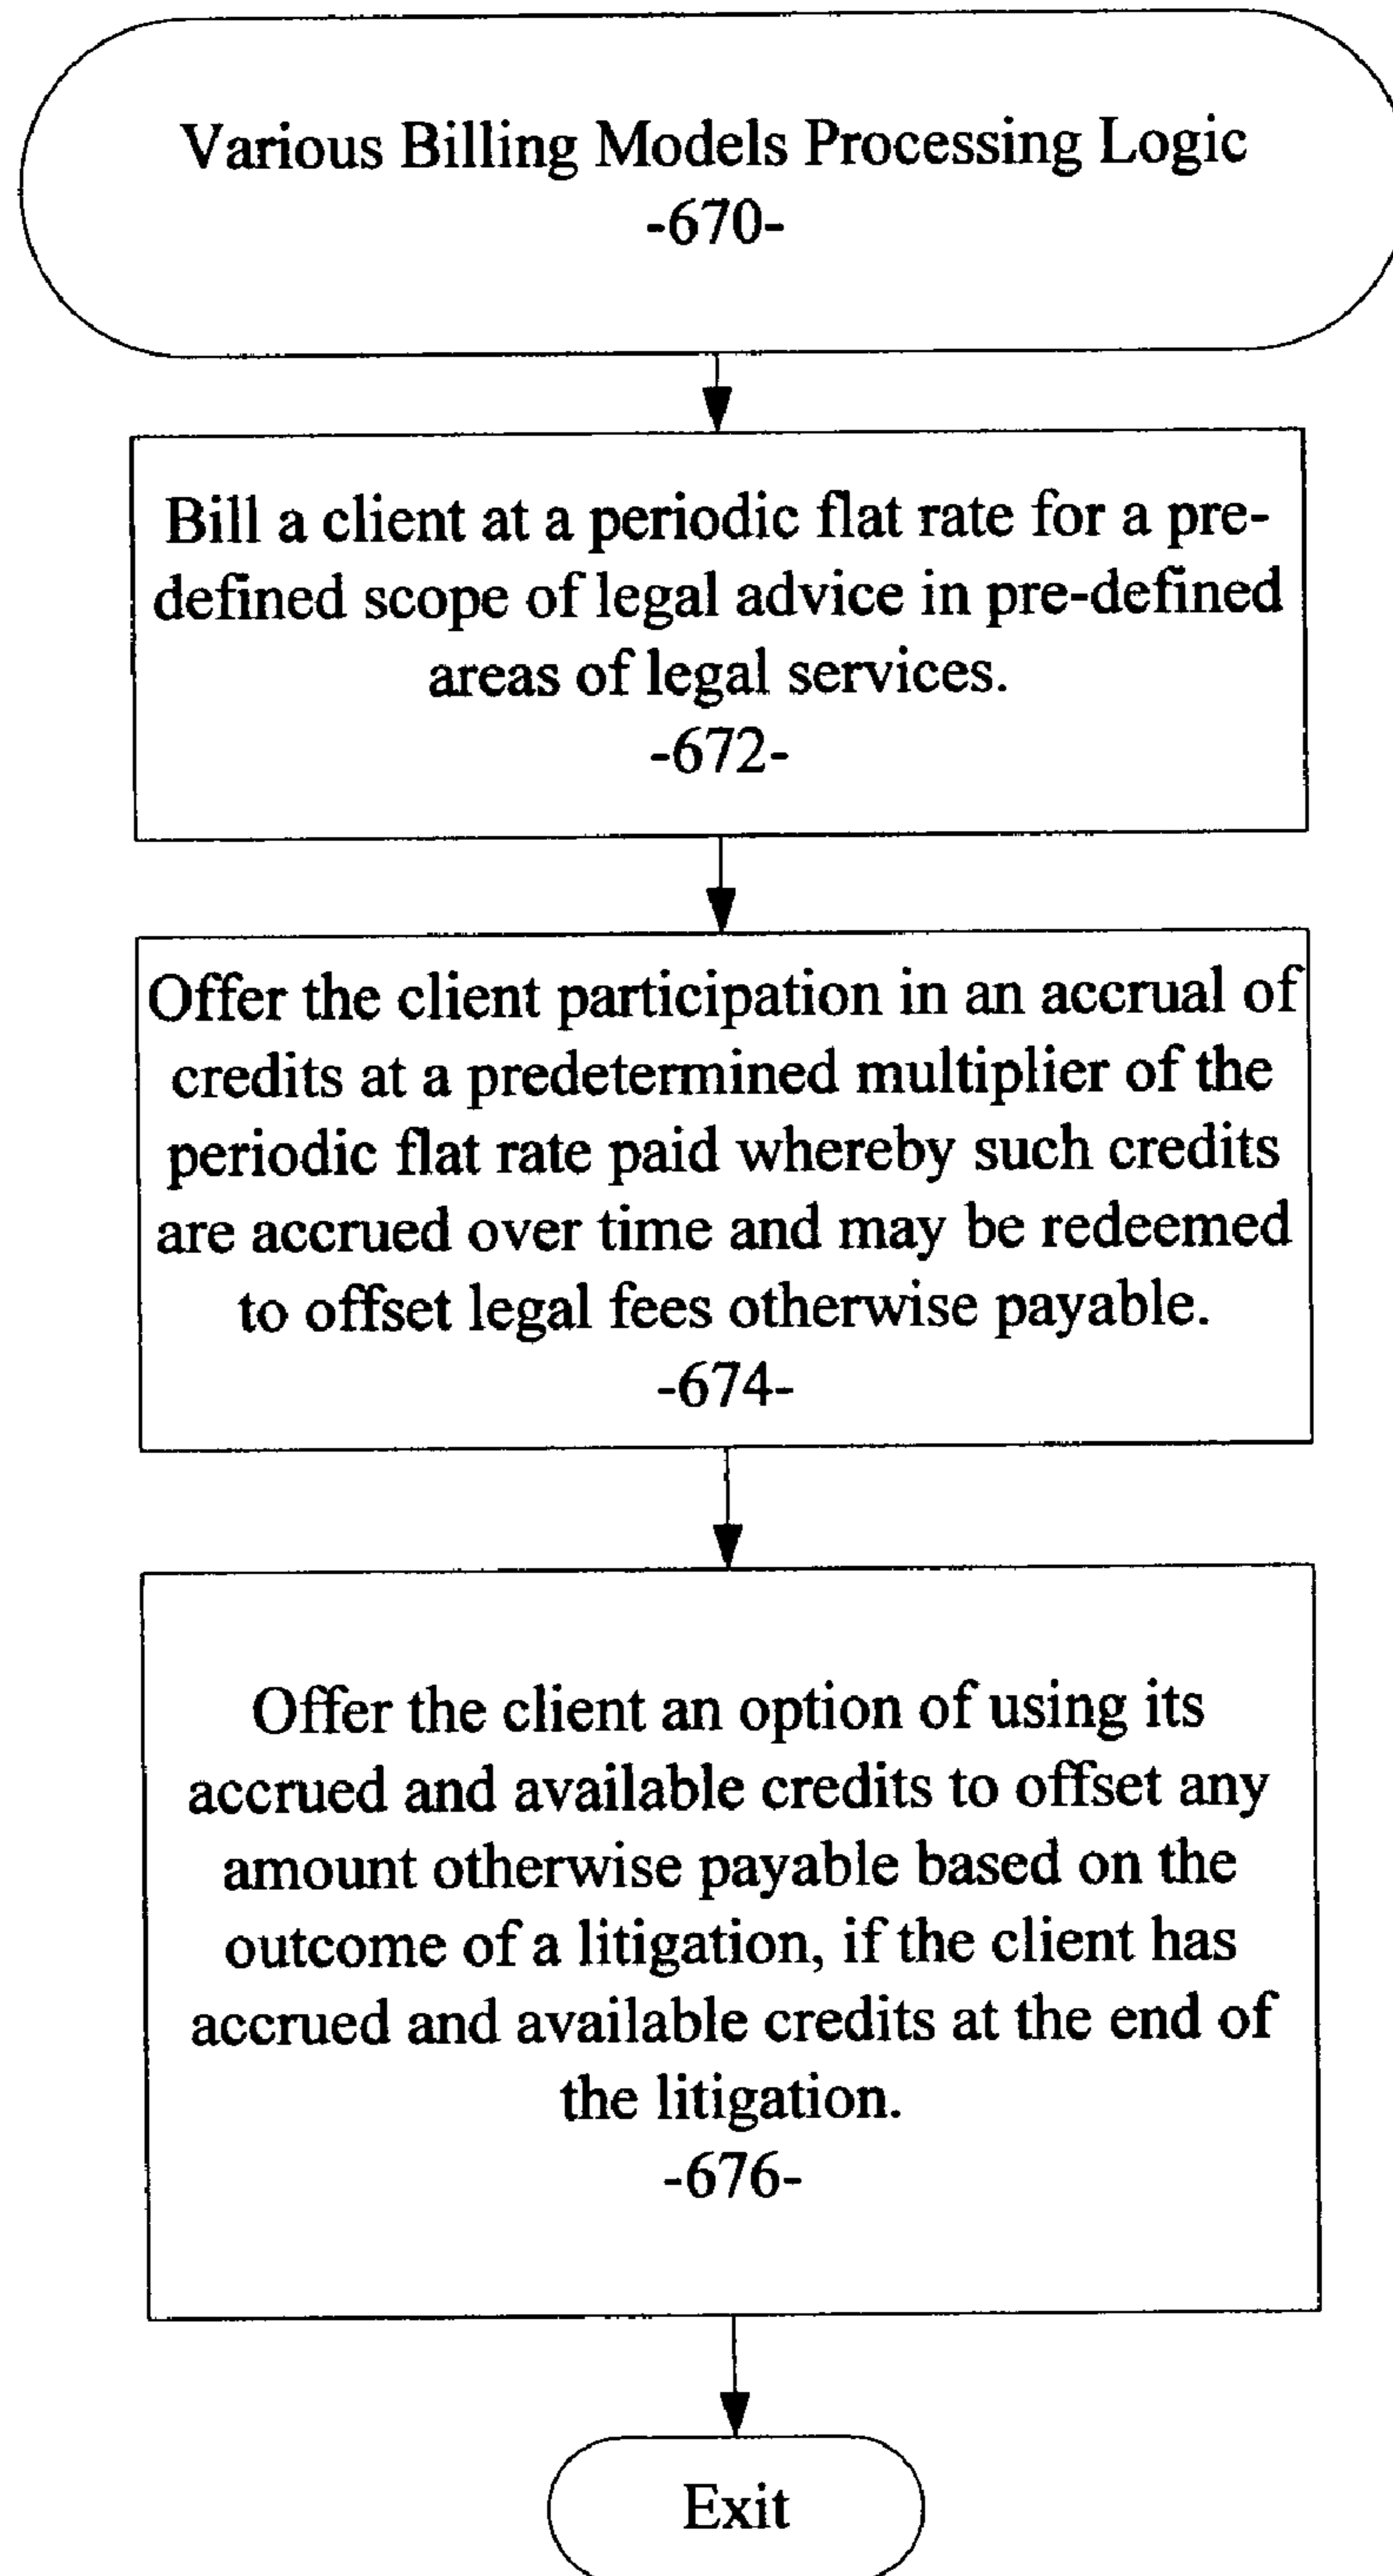 Various Billing Models Processing Logic
-670-
Bill a client at a periodic flat rate for a pre-
defined scope of legal advice in pre-defined
areas of legal services.
-672-
Offer the client participation in an accrual of
credits at a predetermined multiplier of the
periodic flat rate paid whereby such credits
are accrued over time and may be redeemed
to offset legal fees otherwise payable.
-674-
Offer the client an option of using its
accrued and available credits to offset any
amount otherwise payable based on the
outcome of a litigation, if the client has
accrued and available credits at the end of
the litigation.
-676-
Exit